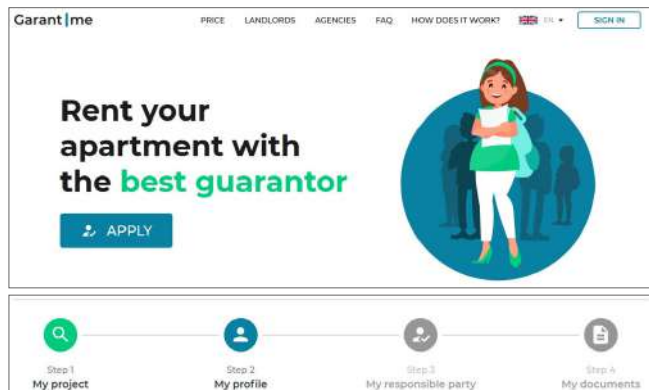 Garant|me PRICE LANDLORDS AGENCIES FAQ HOW DOES IT WORK? EN SIGN IN
Rent your
apartment with
the best guarantor
APPLY
Step 1 Step 2 Step 3 Step 4
My project My profile My responsible party My documents